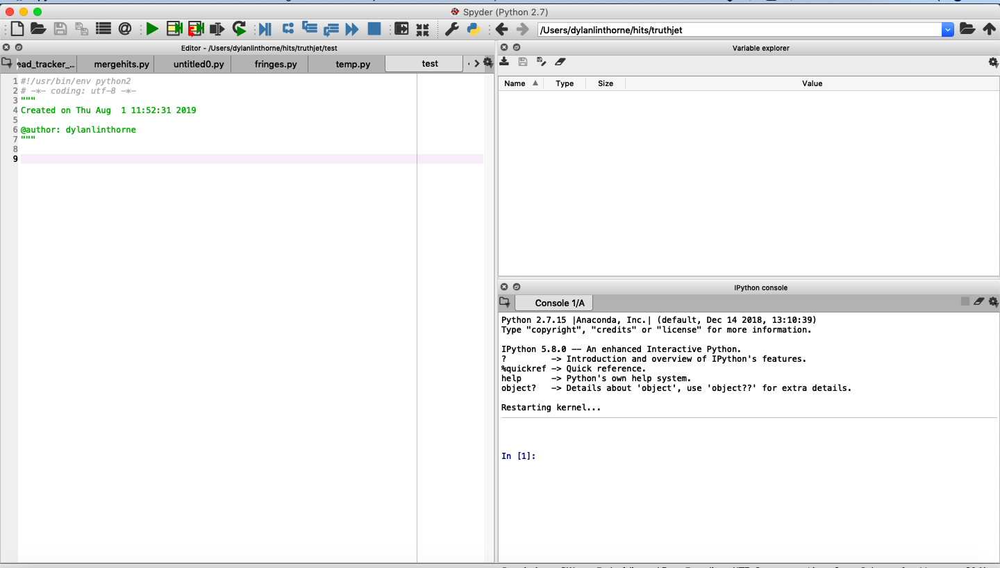 Spyder (Python 2.7)
/Users/dylanlinthorne/hits/truthjet
Editor - /Users/dylanlinthorne/hits/truthjet/test
ead_tracker_... mergehits.py untitled0.py fringes.py temp.py test
1 #!/usr/bin/env python2
2 # -*- coding: utf-8 -*-
3 """
4 Created on Thu Aug  1 11:52:31 2019
5
6 @author: dylanlinthorne
7 """
8
9
Variable explorer
Name Type Size Value
IPython console
Console 1/A
Python 2.7.15 |Anaconda, Inc.| (default, Dec 14 2018, 13:10:39)
Type "copyright", "credits" or "license" for more information.
IPython 5.8.0 -- An enhanced Interactive Python.
?         -> Introduction and overview of IPython's features.
%quickref -> Quick reference.
help      -> Python's own help system.
object?   -> Details about 'object', use 'object??' for extra details.
Restarting kernel...
In [1]: